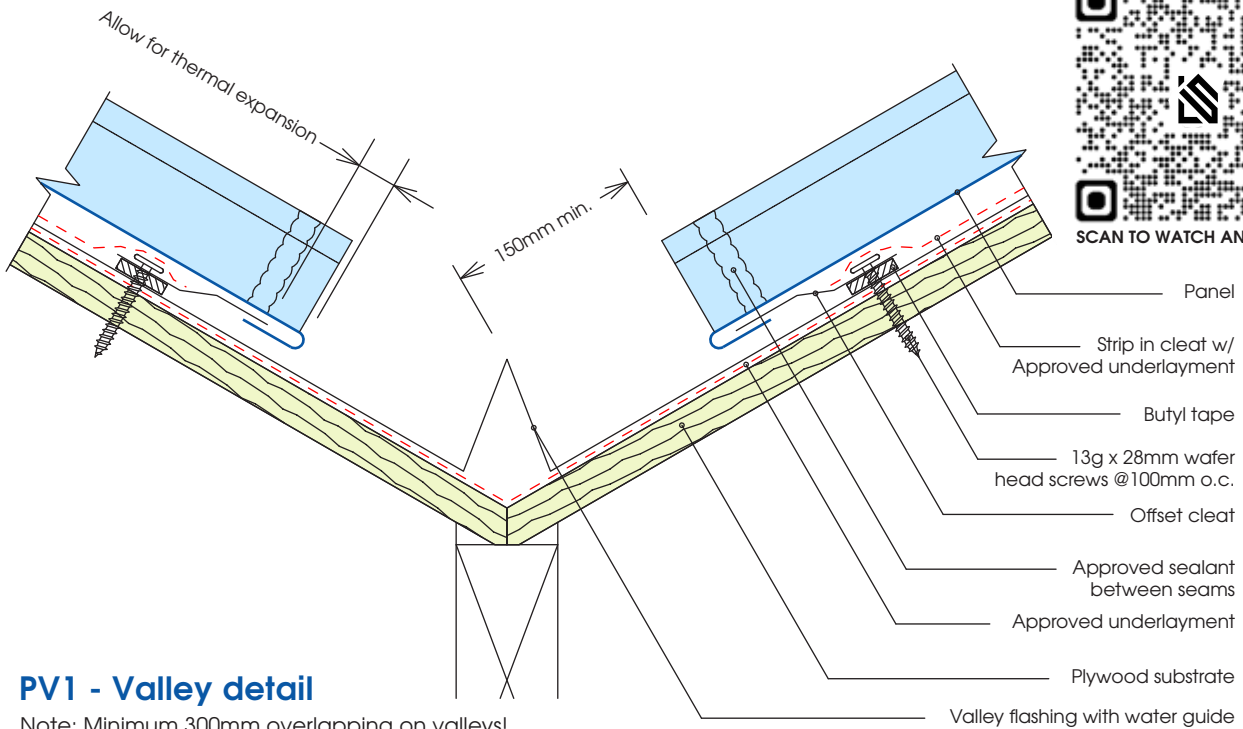 Allow for thermal expansion
150mm min.
SCAN TO WATCH AN
Panel
Strip in cleat w/
Approved underlayment
Butyl tape
13g x 28mm wafer
head screws @100mm o.c.
Offset cleat
Approved sealant
between seams
Approved underlayment
Plywood substrate
Valley flashing with water guide
PV1 - Valley detail
Note: Minimum 300mm overlapping on valleys!